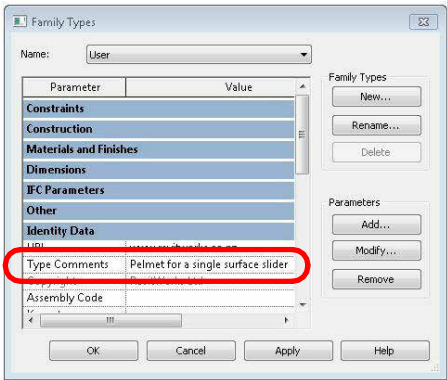 Family Types
Name:
User
Family Types
Parameter
Value
New...
Constraints
Construction
Rename...
Materials and Finishes
Delete
Dimensions
IFC Parameters
Other
Parameters
Identity Data
Add...
URL
Type Comments
Pelmet for a single surface slider
Modify...
Copyright
Remove
Assembly Code
OK
Cancel
Apply
Help